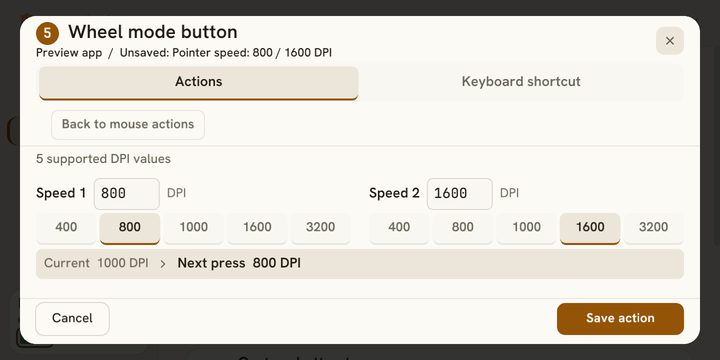 5 Wheel mode button
Preview app / Unsaved: Pointer speed: 800 / 1600 DPI
Actions
Keyboard shortcut
Back to mouse actions
5 supported DPI values
Speed 1 800 DPI
Speed 2 1600 DPI
400 800 1000 1600 3200
400 800 1000 1600 3200
Current 1000 DPI > Next press 800 DPI
Cancel
Save action